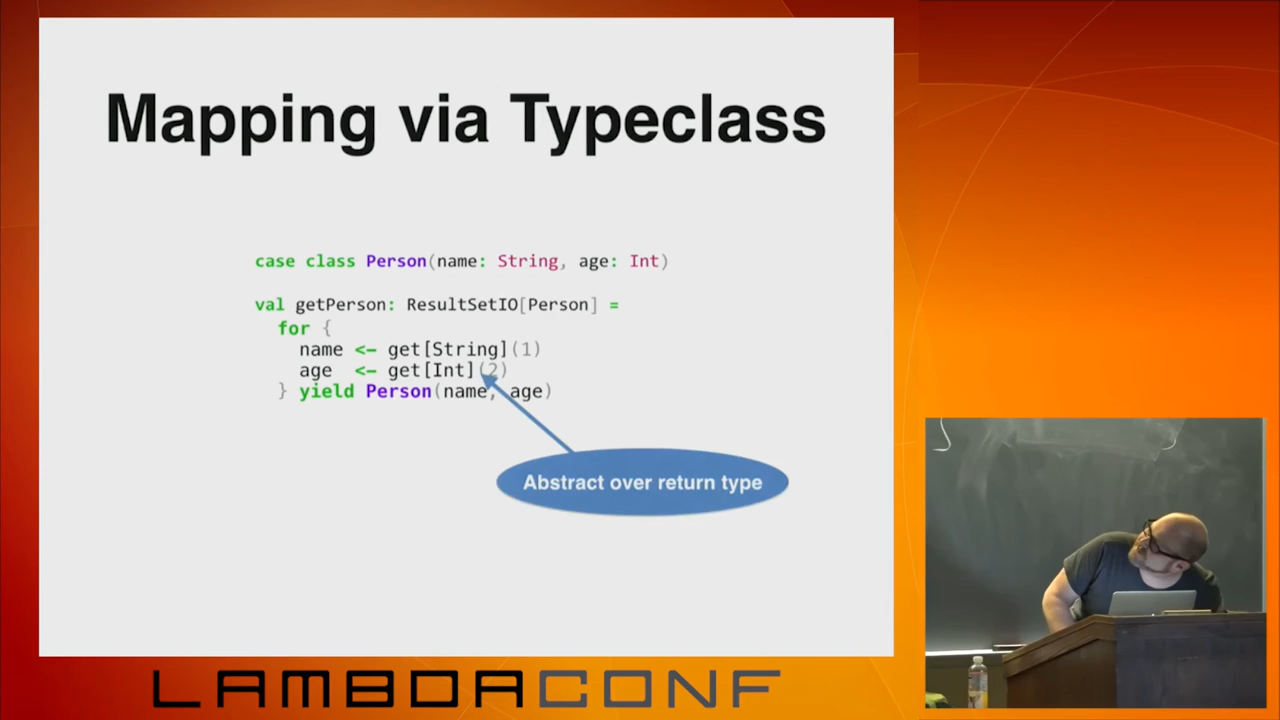 Mapping via Typeclass
case class Person(name: String, age: Int)
val getPerson: ResultSetIO[Person] =
for {
name <- get[String](1)
age <- get[Int](2)
} yield Person(name, age)
Abstract over return type
LAMBDACONF